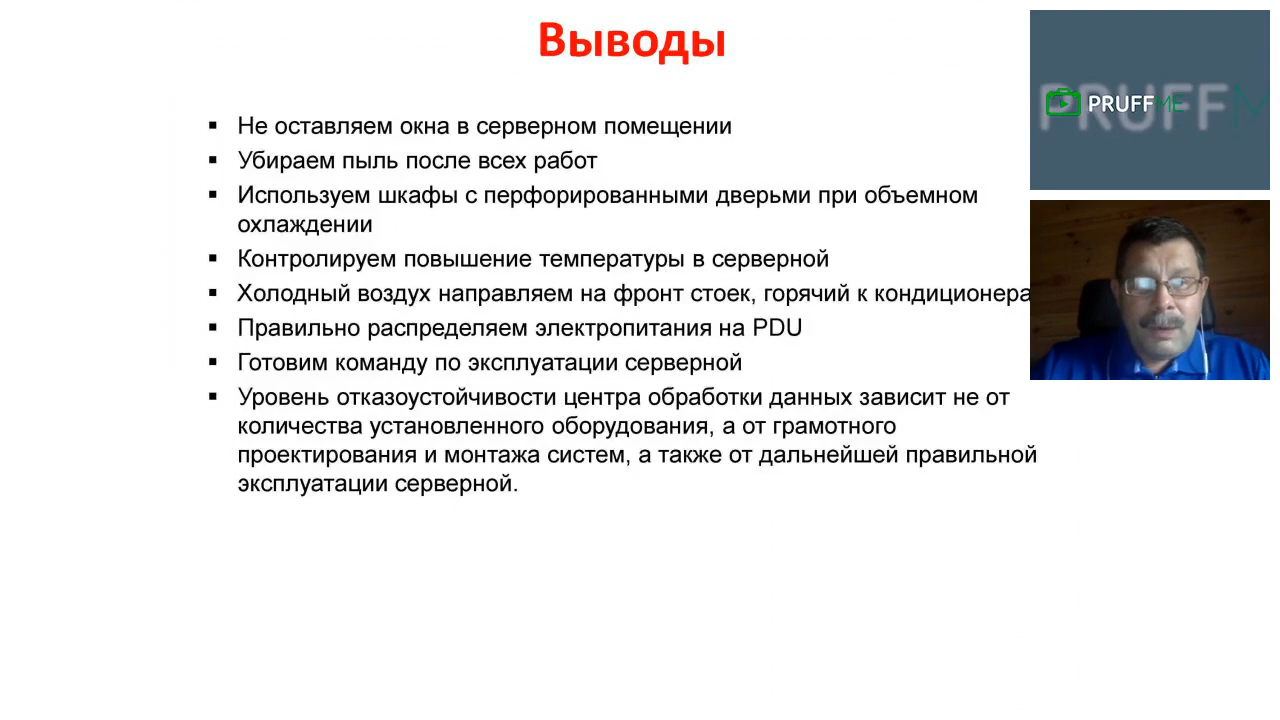 Выводы
Не оставляем окна в серверном помещении
Убираем пыль после всех работ
Используем шкафы с перфорированными дверьми при объемном
охлаждении
Контролируем повышение температуры в серверной
Холодный воздух направляем на фронт стоек, горячий к кондиционера
Правильно распределяем электропитания на PDU
Готовим команду по эксплуатации серверной
Уровень отказоустойчивости центра обработки данных зависит не от
количества установленного оборудования, а от грамотного
проектирования и монтажа систем, а также от дальнейшей правильной
эксплуатации серверной.
PRUFFME
PRUFFM